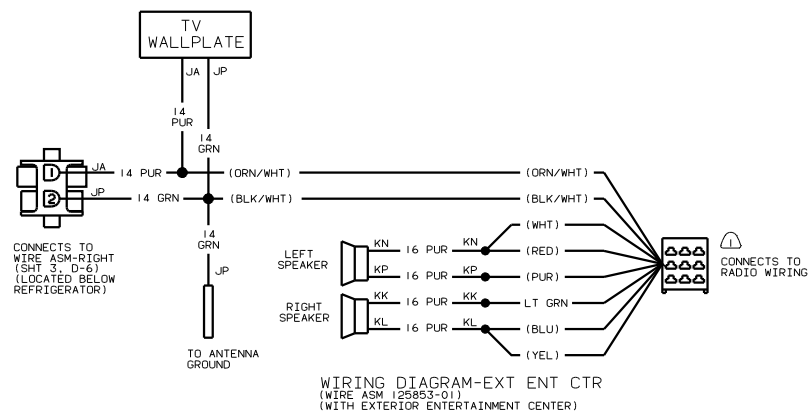 TV
WALLPLATE
JA JP
14
PUR
14
GRN
1 JA 14 PUR (ORN/WHT) (ORN/WHT)
2 JP 14 GRN (BLK/WHT) (BLK/WHT)
14
GRN
JP
TO ANTENNA
GROUND
CONNECTS TO
WIRE ASM-RIGHT
(SHT 3, D-6)
(LOCATED BELOW
REFRIGERATOR)
LEFT
SPEAKER
(WHT)
KN 16 PUR KN (RED)
KP 16 PUR KP (PUR)
RIGHT
SPEAKER
KK 16 PUR KK LT GRN
KL 16 PUR KL (BLU)
(YEL)
1
CONNECTS TO
RADIO WIRING
WIRING DIAGRAM-EXT ENT CTR
(WIRE ASM 125853-01)
(WITH EXTERIOR ENTERTAINMENT CENTER)